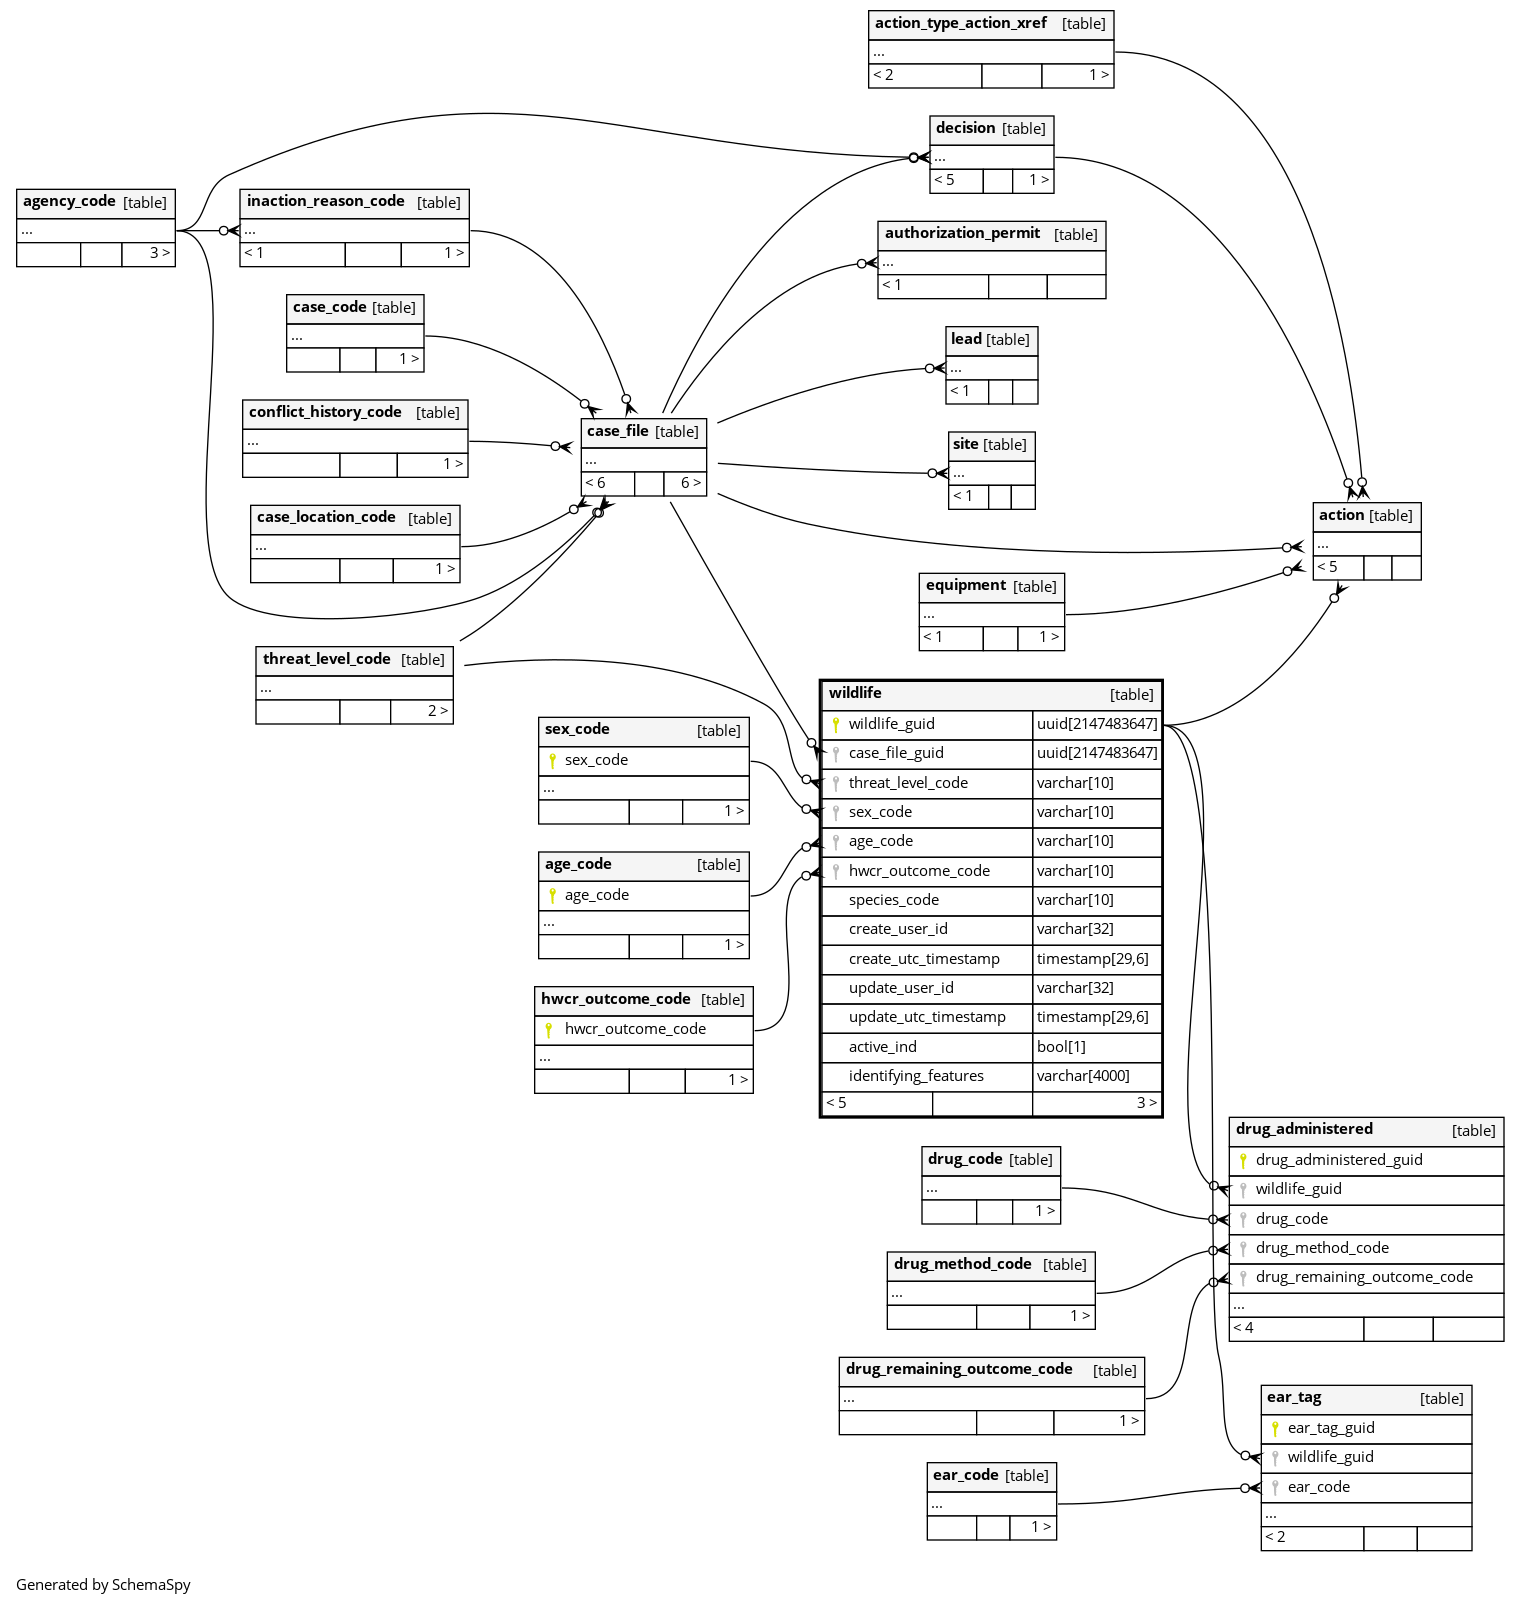 action_type_action_xref [table]
...
< 2 1 >
decision [table]
...
< 5 1 >
agency_code [table]
...
3 >
inaction_reason_code [table]
...
< 1 1 >
authorization_permit [table]
...
< 1
case_code [table]
...
1 >
lead [table]
...
< 1
conflict_history_code [table]
...
1 >
case_file [table]
...
< 6 6 >
site [table]
...
< 1
case_location_code [table]
...
1 >
action [table]
...
< 5
equipment [table]
...
< 1 1 >
threat_level_code [table]
...
2 >
wildlife [table]
wildlife_guid uuid[2147483647]
case_file_guid uuid[2147483647]
threat_level_code varchar[10]
sex_code varchar[10]
age_code varchar[10]
hwcr_outcome_code varchar[10]
species_code varchar[10]
create_user_id varchar[32]
create_utc_timestamp timestamp[29,6]
update_user_id varchar[32]
update_utc_timestamp timestamp[29,6]
active_ind bool[1]
identifying_features varchar[4000]
< 5 3 >
sex_code [table]
sex_code
...
1 >
age_code [table]
age_code
...
1 >
hwcr_outcome_code [table]
hwcr_outcome_code
...
1 >
drug_administered [table]
drug_administered_guid
wildlife_guid
drug_code
drug_method_code
drug_remaining_outcome_code
...
< 4
drug_code [table]
...
1 >
drug_method_code [table]
...
1 >
drug_remaining_outcome_code [table]
...
1 >
ear_tag [table]
ear_tag_guid
wildlife_guid
ear_code
...
< 2
ear_code [table]
...
1 >
Generated by SchemaSpy